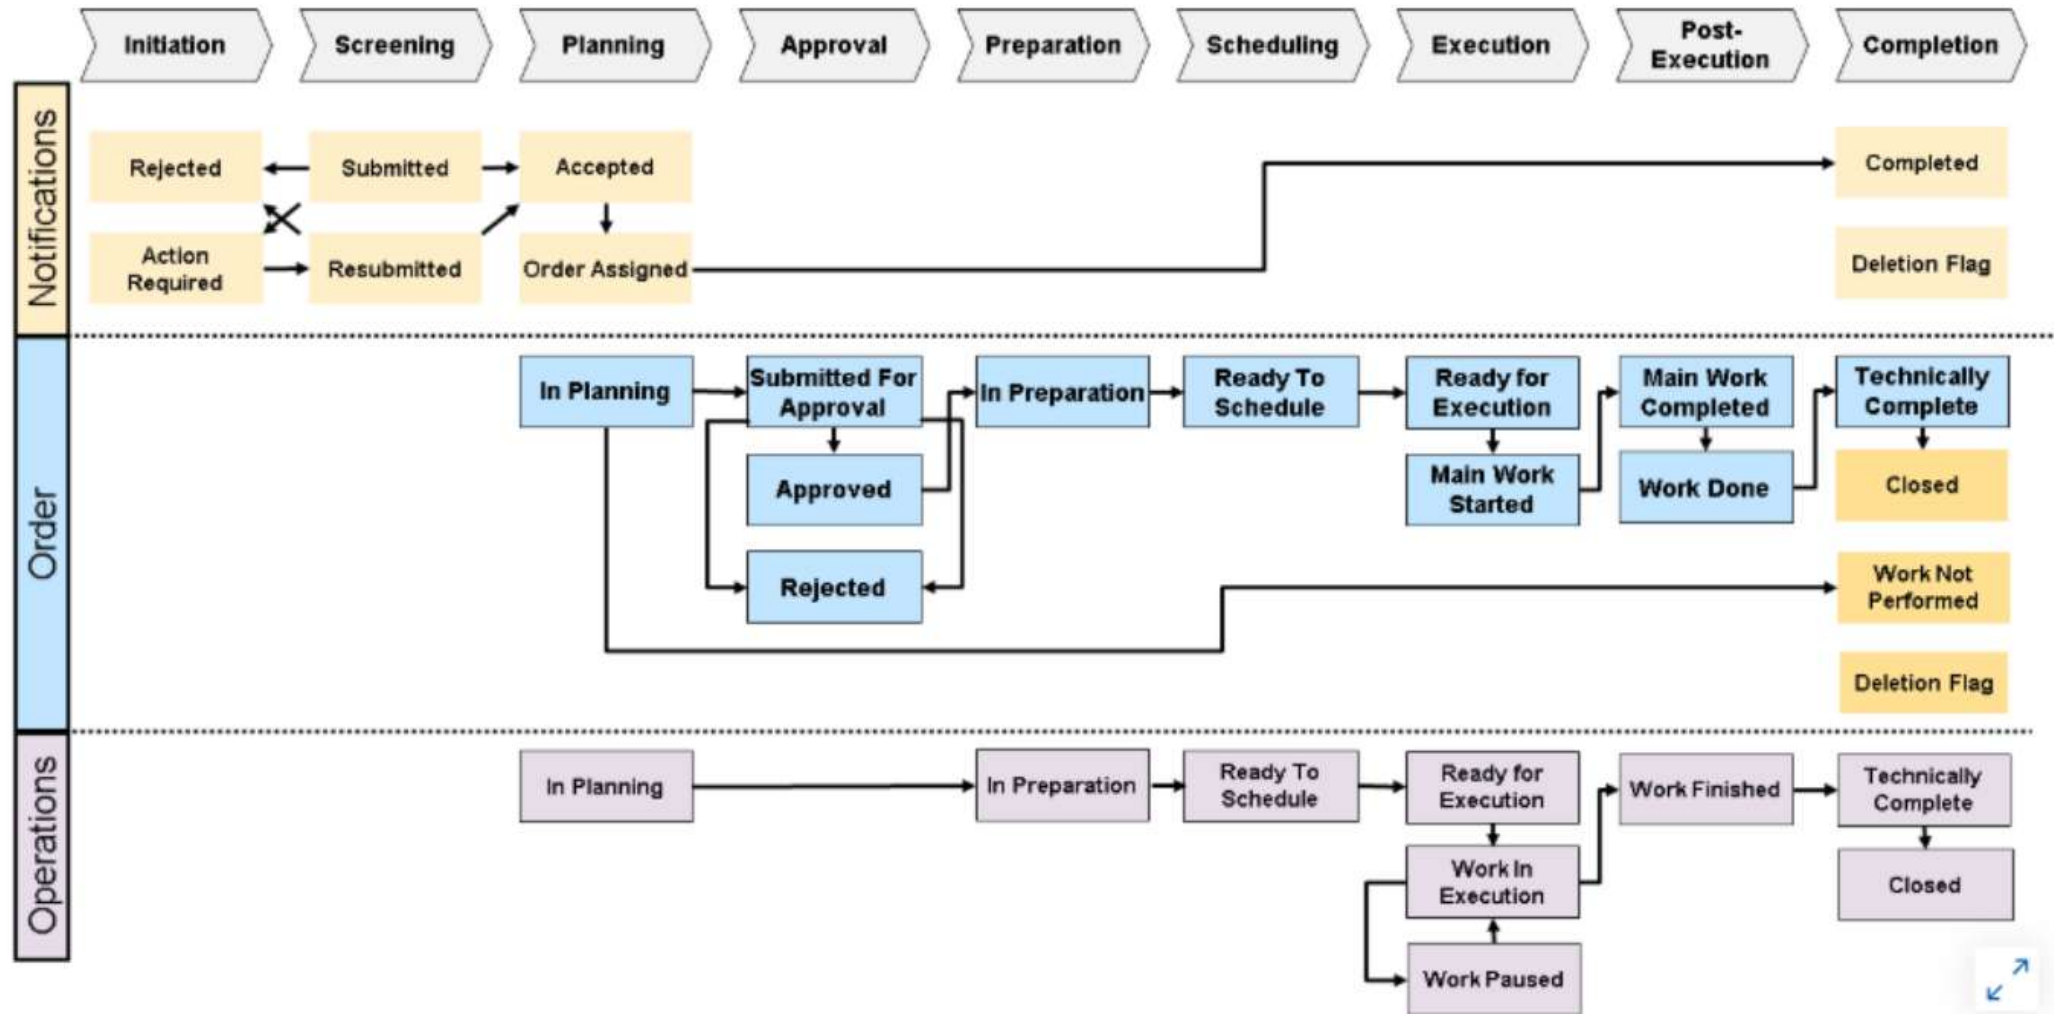 Initiation
Screening
Planning
Approval
Preparation
Scheduling
Execution
Post-
Execution
Completion
Notifications
Rejected
Submitted
Accepted
Completed
Action
Required
Resubmitted
Order Assigned
Deletion Flag
Order
In Planning
Submitted For
Approval
In Preparation
Ready To
Schedule
Ready for
Execution
Main Work
Completed
Technically
Complete
Approved
Main Work
Started
Work Done
Closed
Rejected
Work Not
Performed
Deletion Flag
Operations
In Planning
In Preparation
Ready To
Schedule
Ready for
Execution
Work Finished
Technically
Complete
Work In
Execution
Closed
Work Paused